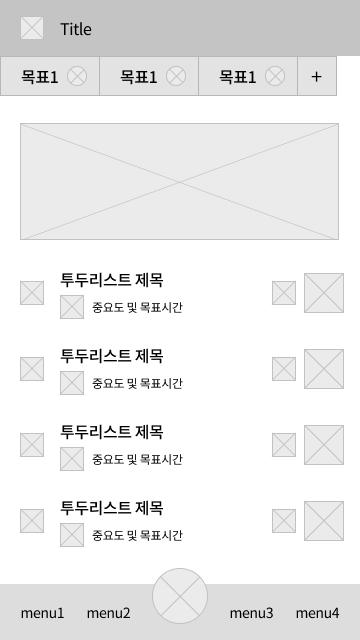 Title
목표1 목표1 목표1 +
투두리스트 제목
중요도 및 목표시간
투두리스트 제목
중요도 및 목표시간
투두리스트 제목
중요도 및 목표시간
투두리스트 제목
중요도 및 목표시간
menu1 menu2 menu3 menu4